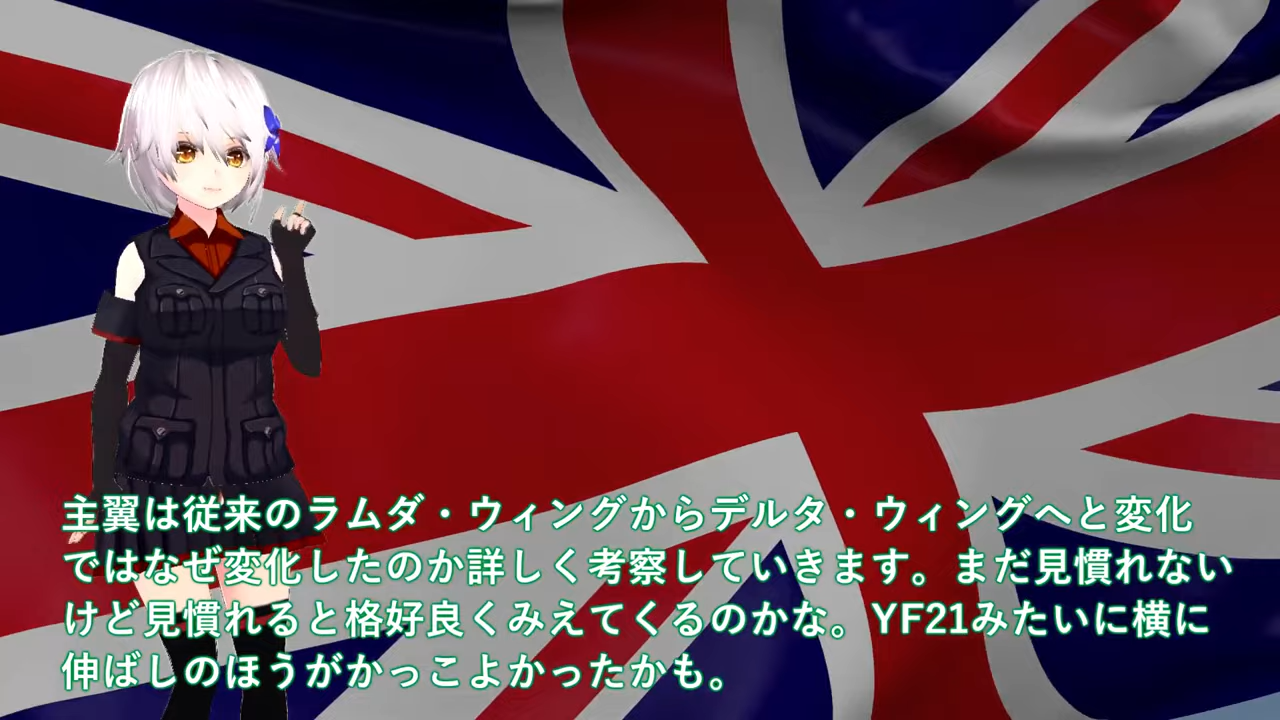 主翼は従来のラムダ・ウィングからデルタ・ウィングへと変化
ではなぜ変化したのか詳しく考察していきます。まだ見慣れない
けど見慣れると格好良くみえてくるのかな。YF21みたいに横に
伸ばしのほうがかっこよかったかも。